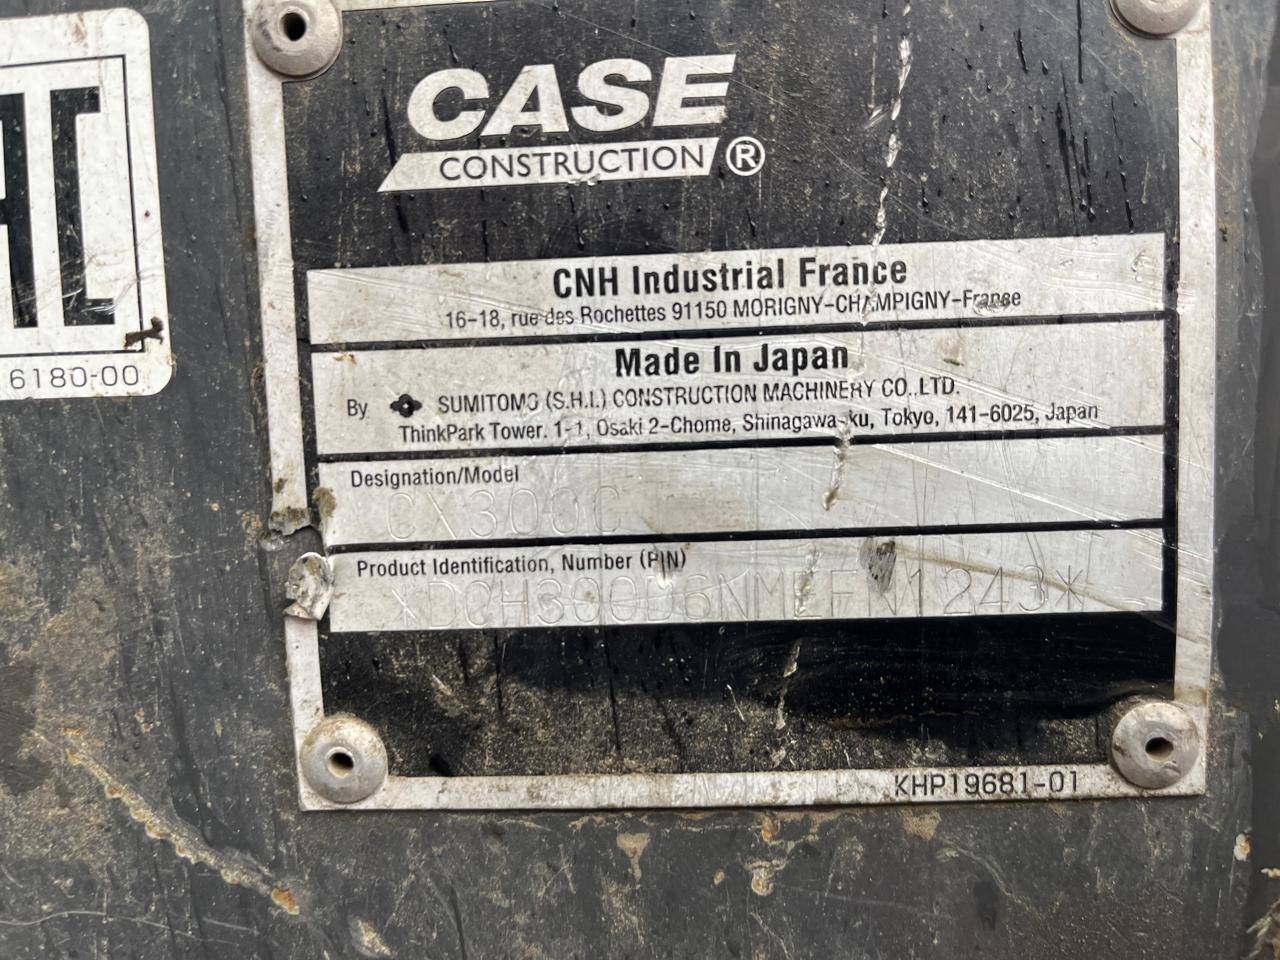 CASE
CONSTRUCTION ®
CNH Industrial France
16-18, rue des Rochettes 91150 MORIGNY-CHAMPIGNY-France
Made In Japan
By SUMITOMO (S.H.I.) CONSTRUCTION MACHINERY CO.,LTD.
ThinkPark Tower. 1-1, Osaki 2-Chome, Shinagawa-ku, Tokyo, 141-6025, Japan
Designation/Model
CX300C
Product Identification, Number (PIN)
KHP19681-01
6180-00